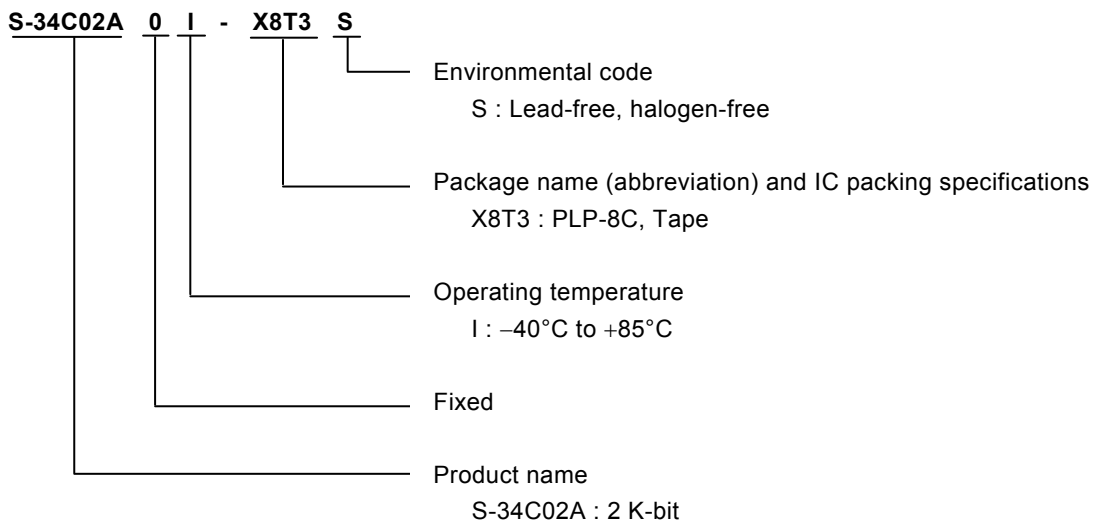 S-34C02A 0 I - X8T3 S
Environmental code
S : Lead-free, halogen-free
Package name (abbreviation) and IC packing specifications
X8T3 : PLP-8C, Tape
Operating temperature
I : −40°C to +85°C
Fixed
Product name
S-34C02A : 2 K-bit